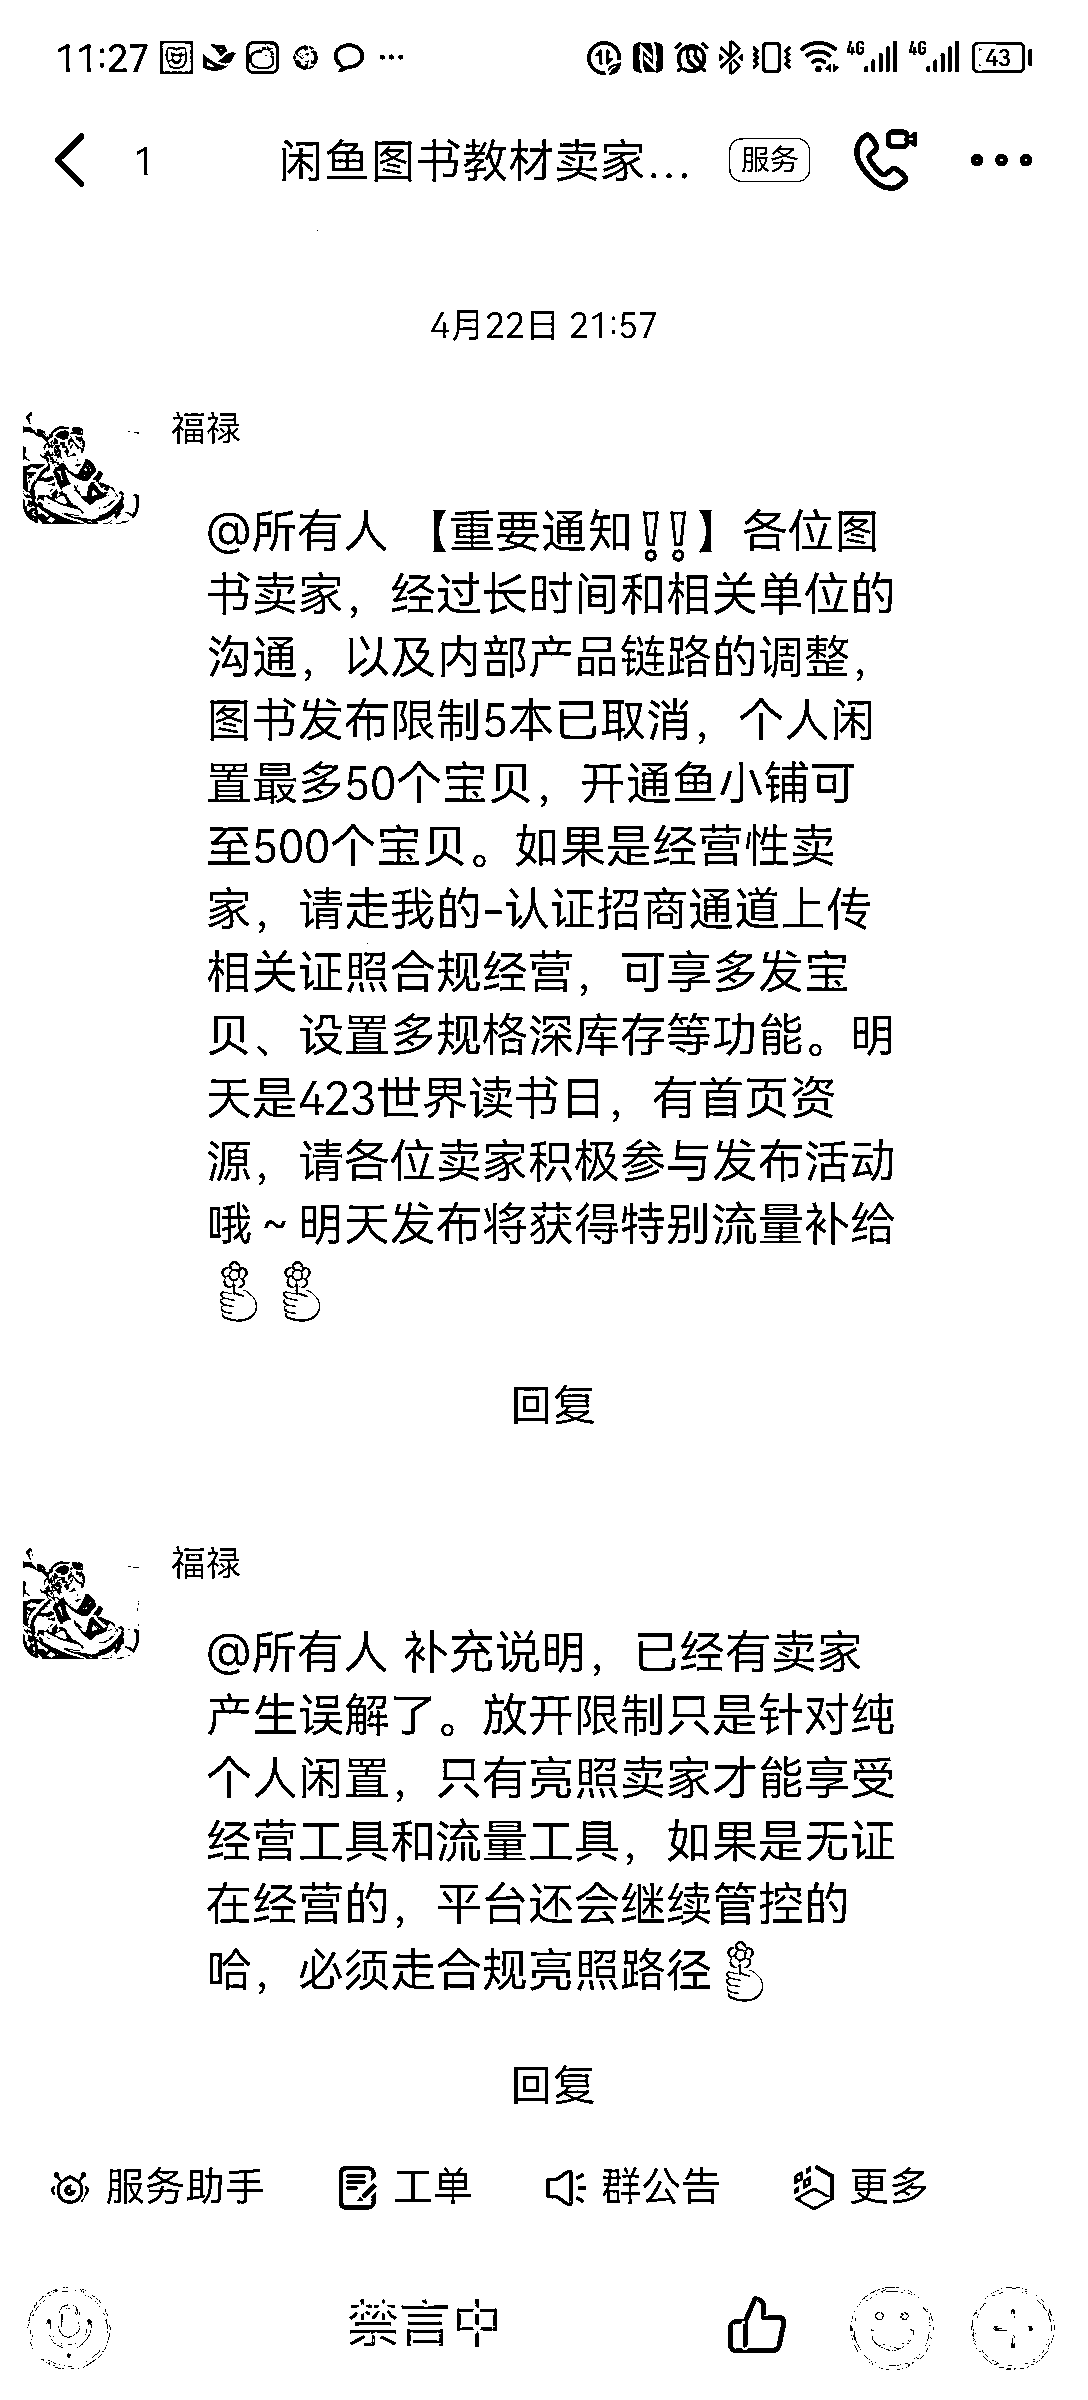 11:27 4G 4G 43
1 闲鱼图书教材卖家... 服务
4月22日 21:57
福禄
@所有人 【重要通知‼️】各位图
书卖家，经过长时间和相关单位的
沟通，以及内部产品链路的调整，
图书发布限制5本已取消，个人闲
置最多50个宝贝，开通鱼小铺可
至500个宝贝。如果是经营性卖
家，请走我的-认证招商通道上传
相关证照合规经营，可享多发宝
贝、设置多规格深库存等功能。明
天是423世界读书日，有首页资
源，请各位卖家积极参与发布活动
哦～明天发布将获得特别流量补给
回复
福禄
@所有人 补充说明，已经有卖家
产生误解了。放开限制只是针对纯
个人闲置，只有亮照卖家才能享受
经营工具和流量工具，如果是无证
在经营的，平台还会继续管控的
哈，必须走合规亮照路径
回复
服务助手 工单 群公告 更多
禁言中